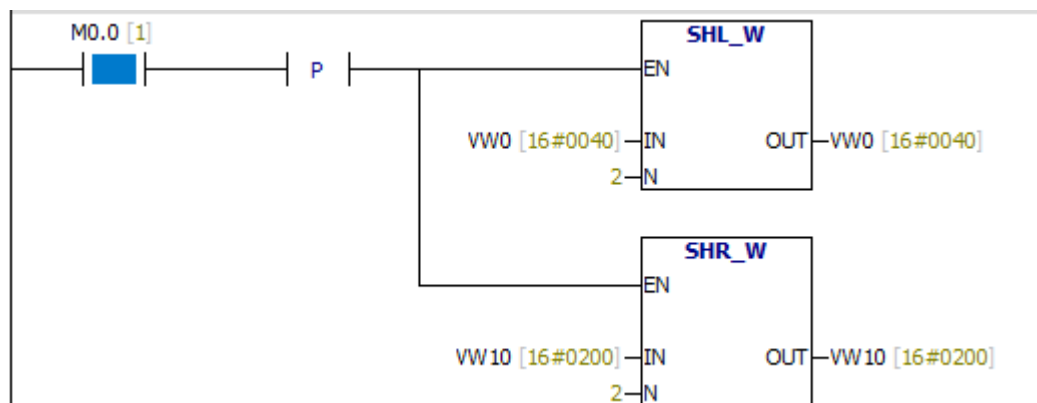 M0.0 [1]
P
SHL_W
EN
VW0 [16#0040] IN OUT VW0 [16#0040]
2 N
SHR_W
EN
VW10 [16#0200] IN OUT VW10 [16#0200]
2 N